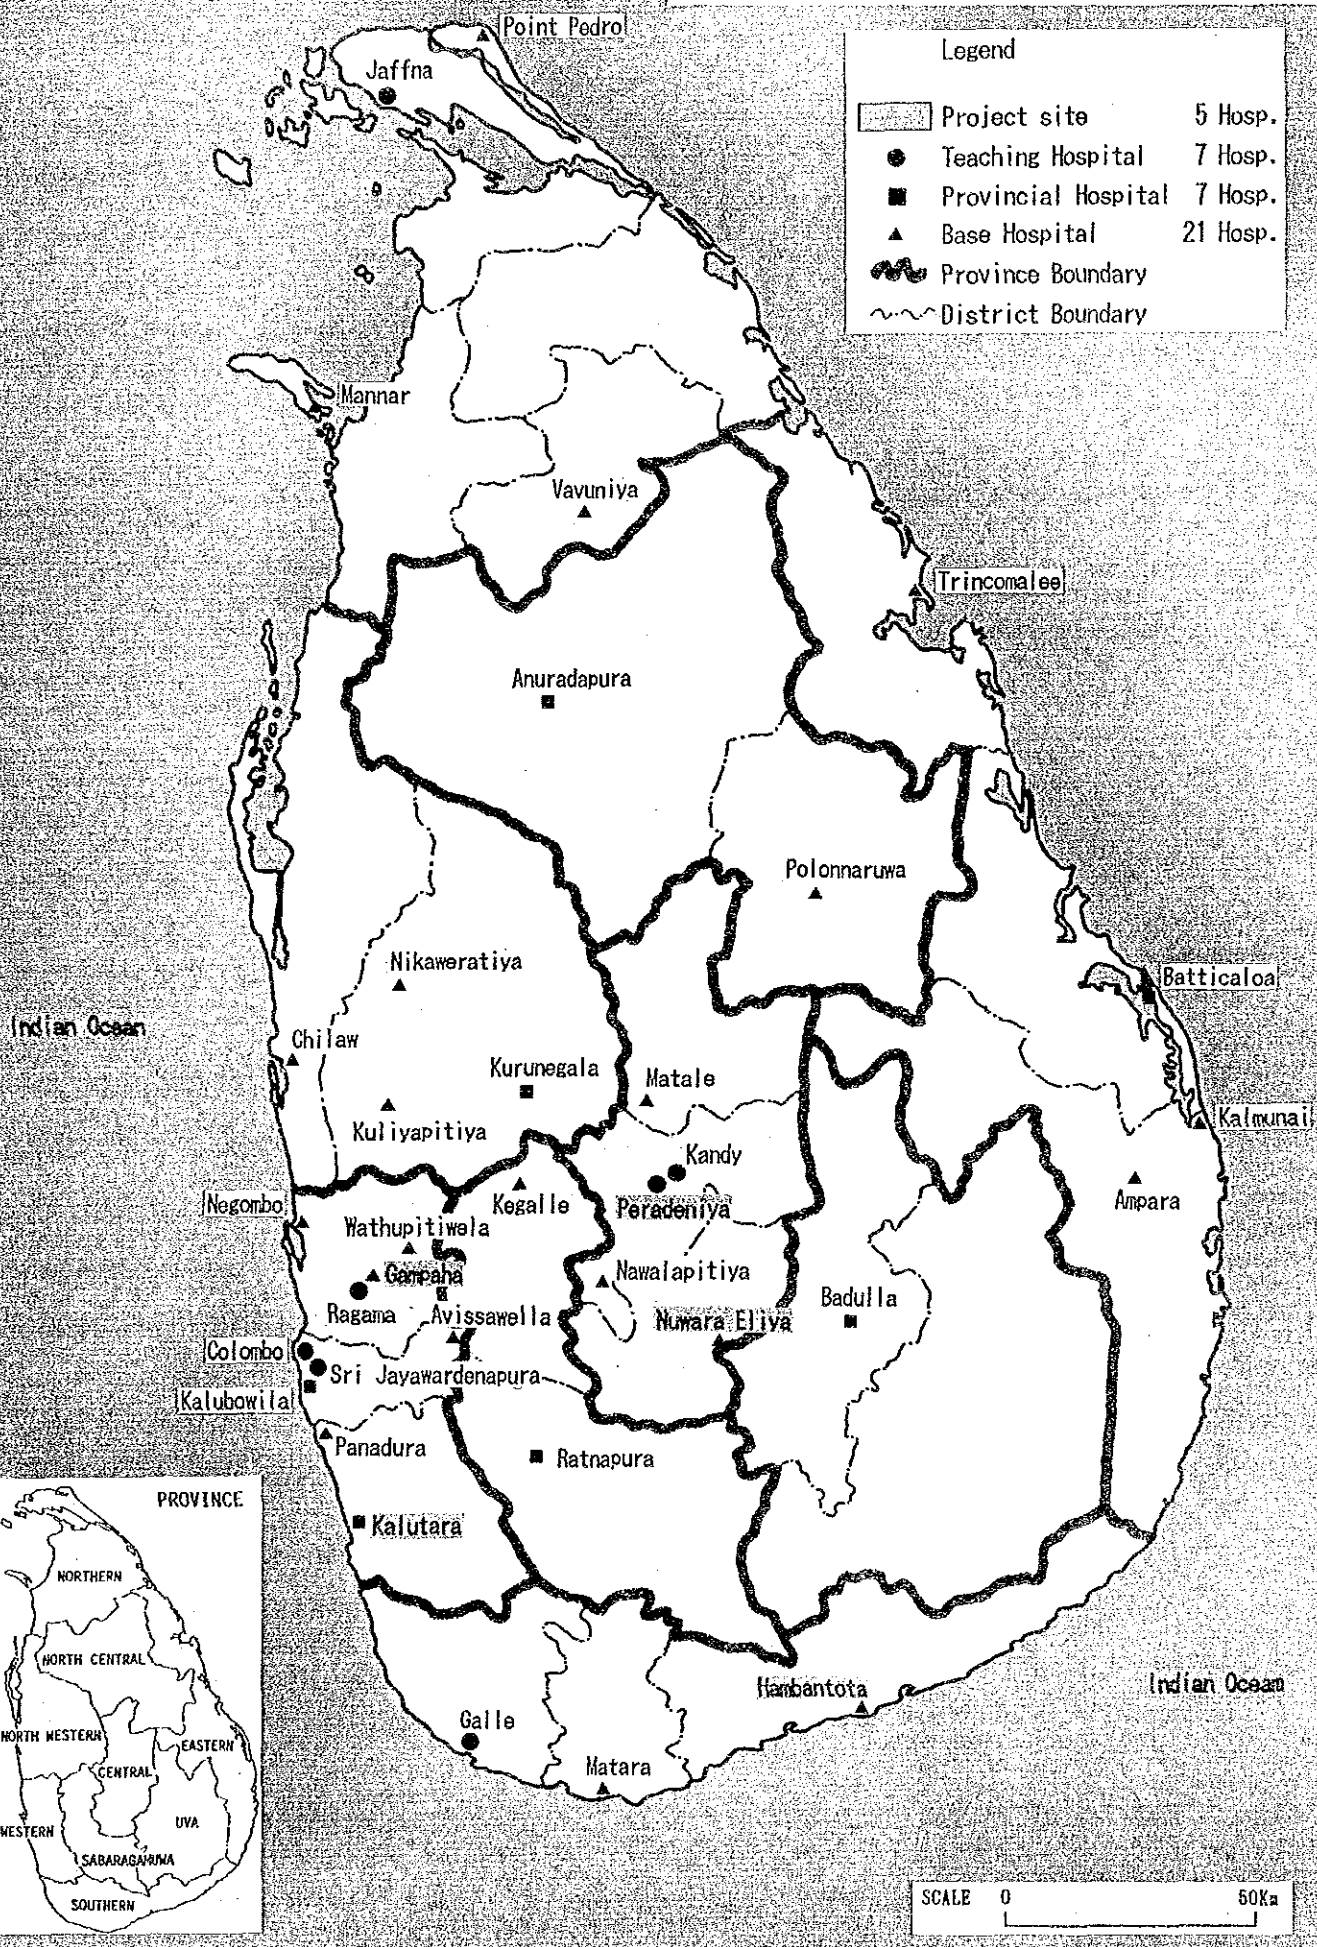 Point Pedro
Jaffna
Legend
Project site 5 Hosp.
Teaching Hospital 7 Hosp.
Provincial Hospital 7 Hosp.
Base Hospital 21 Hosp.
Province Boundary
District Boundary
Mannar
Vavuniya
Trincomalee
Anuradapura
Polonnaruwa
Nikaweratiya
Batticaloa
Indian Ocean
Chilaw
Kurunegala
Matale
Kalmunail
Kuliyapitiya
Kandy
Ampara
Negombo
Kegalle
Peradeniya
Wathupitiwela
Gampaha
Nawalapitiya
Badulla
Ragama
Avissawella
Nuwara Eliya
Colombo
Sri Jayawardenapura
Kalubowila
Panadura
Ratnapura
Kalutara
PROVINCE
NORTHERN
NORTH CENTRAL
NORTH WESTERN
EASTERN
CENTRAL
UVA
WESTERN
SABARAGAMUWA
SOUTHERN
Hambantota
Indian Ocean
Galle
Matara
SCALE 0 50Km